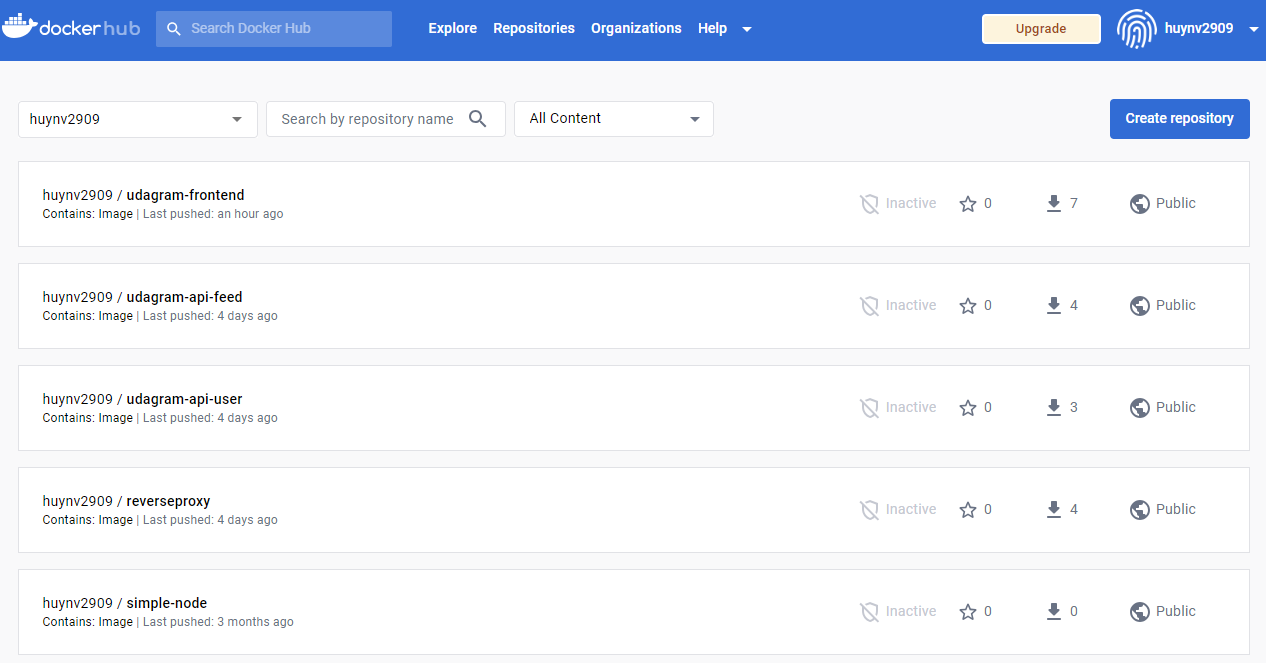 dockerhub Search Docker Hub Explore Repositories Organizations Help Upgrade huynv2909
huynv2909 Search by repository name All Content Create repository
huynv2909 / udagram-frontend
Contains: Image | Last pushed: an hour ago
Inactive 0 7 Public
huynv2909 / udagram-api-feed
Contains: Image | Last pushed: 4 days ago
Inactive 0 4 Public
huynv2909 / udagram-api-user
Contains: Image | Last pushed: 4 days ago
Inactive 0 3 Public
huynv2909 / reverseproxy
Contains: Image | Last pushed: 4 days ago
Inactive 0 4 Public
huynv2909 / simple-node
Contains: Image | Last pushed: 3 months ago
Inactive 0 0 Public